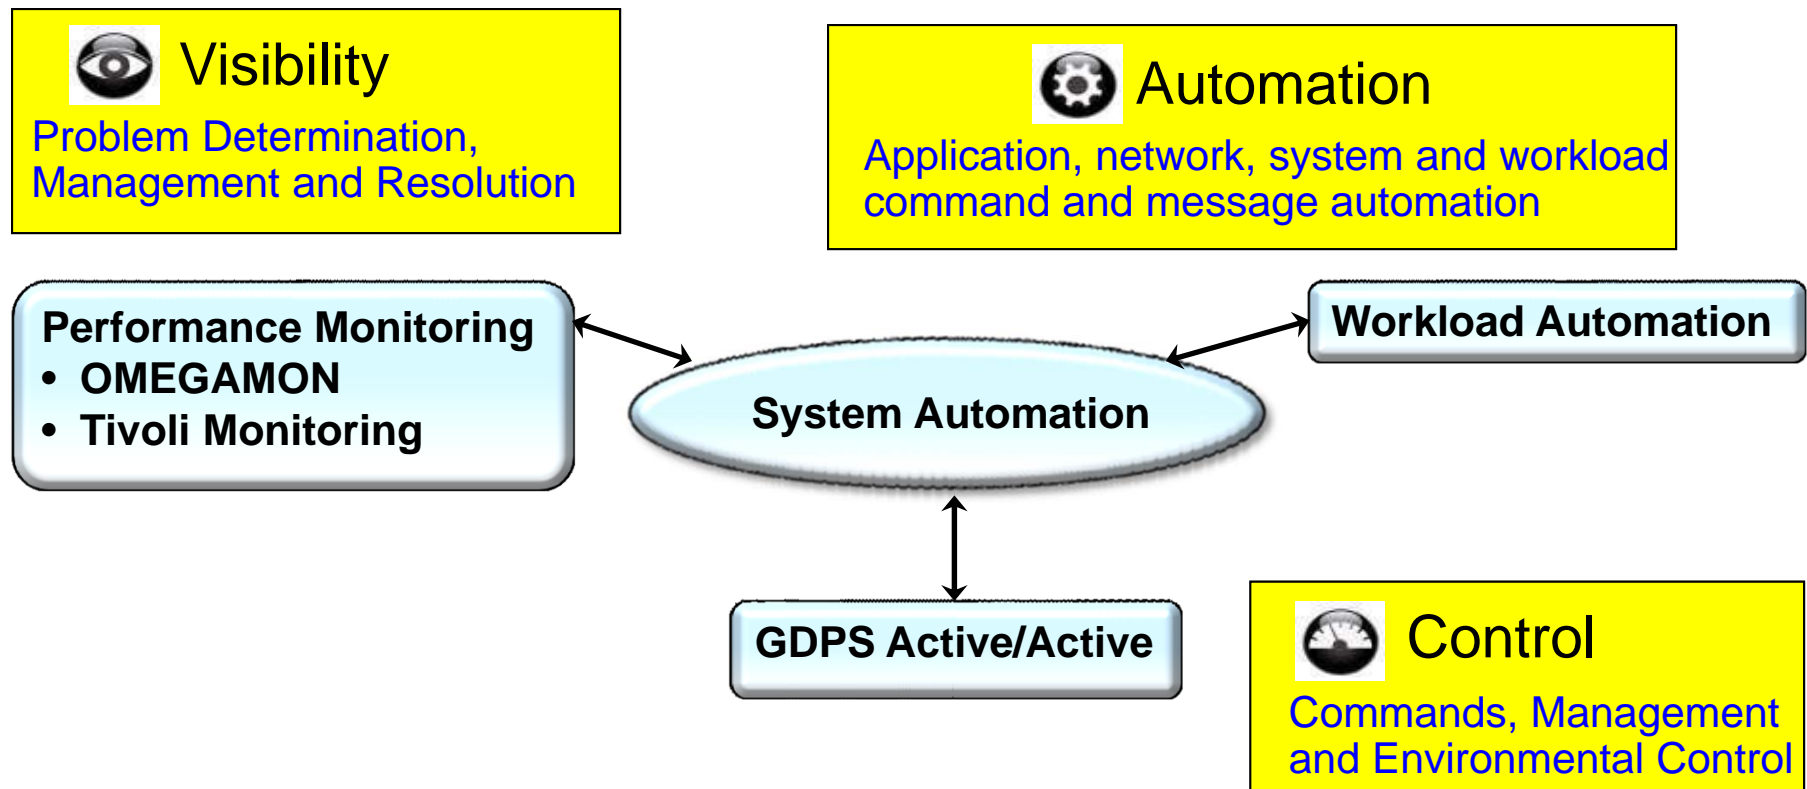 Visibility
Problem Determination,
Management and Resolution
Automation
Application, network, system and workload
command and message automation
Performance Monitoring
• OMEGAMON
• Tivoli Monitoring
System Automation
Workload Automation
GDPS Active/Active
Control
Commands, Management
and Environmental Control